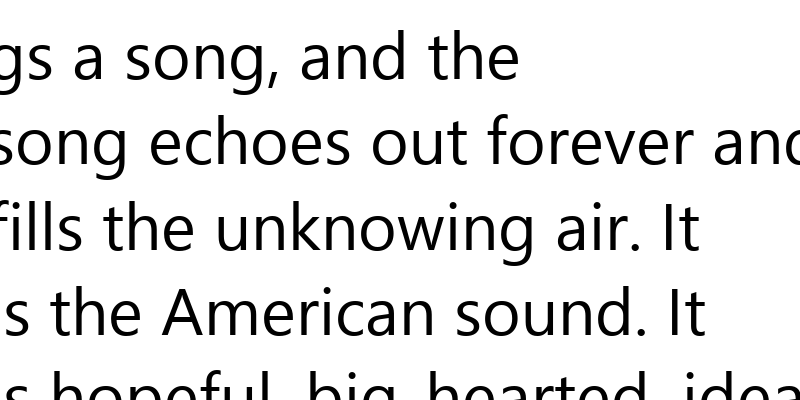 gs a song, and the
song echoes out forever and
fills the unknowing air. It
s the American sound. It
s hopeful, big-hearted, idea